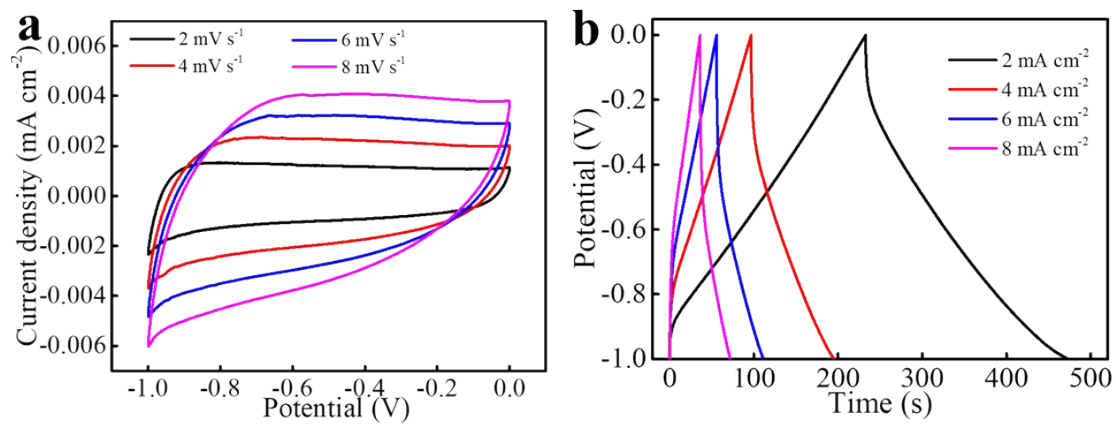 a
Current density (mA cm⁻²)
0.006
0.004
0.002
0.000
-0.002
-0.004
-0.006
2 mV s⁻¹
4 mV s⁻¹
6 mV s⁻¹
8 mV s⁻¹
-1.0 -0.8 -0.6 -0.4 -0.2 0.0
Potential (V)
b
Potential (V)
0.0
-0.2
-0.4
-0.6
-0.8
-1.0
2 mA cm⁻²
4 mA cm⁻²
6 mA cm⁻²
8 mA cm⁻²
0 100 200 300 400 500
Time (s)